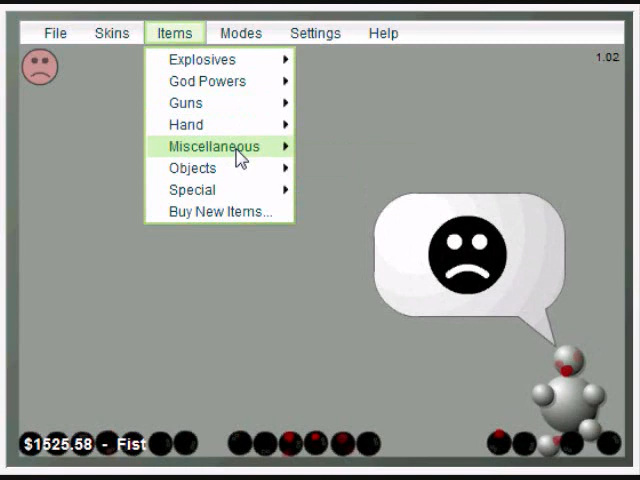 File Skins Items Modes Settings Help
1.02
Explosives
God Powers
Guns
Hand
Miscellaneous
Objects
Special
Buy New Items...
$1525.58 - Fist